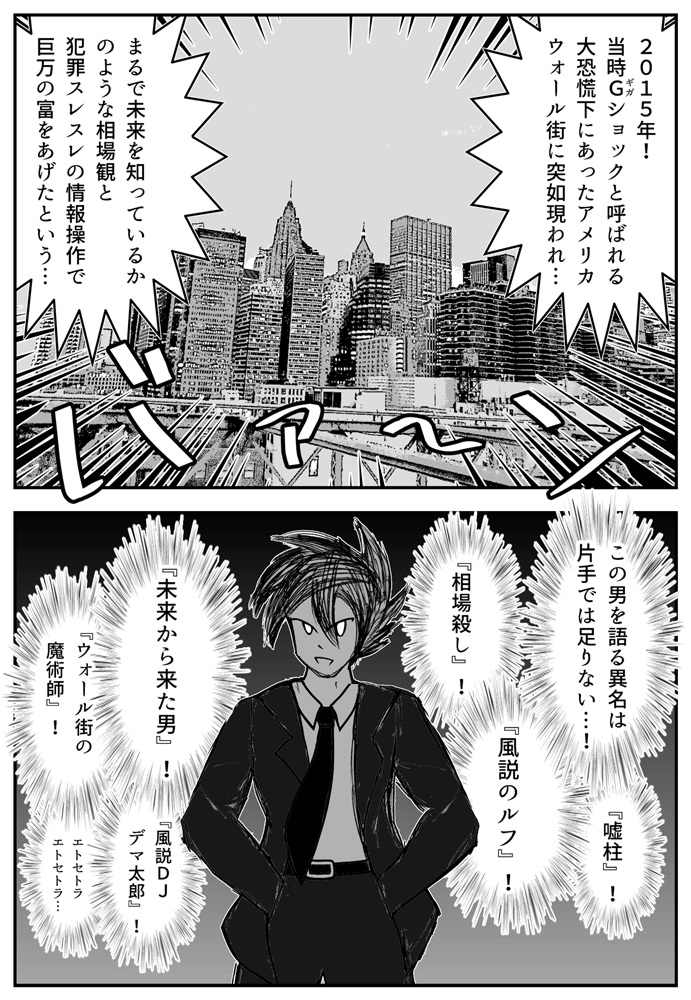 2015年!
当時Gショックと呼ばれる
ギガ
大恐慌下にあったアメリカ
ウォール街に突如現われ…
まるで未来を知っているか
のような相場観と
犯罪スレスレの情報操作で
巨万の富をあげたという…
ドァ〜ン
この男を語る異名は
片手では足りない…!
『嘘柱』!
『相場殺し』!
『風説のルフ』!
『未来から来た男』!
『風説DJ
デマ太郎』!
『ウォール街の
魔術師』!
エトセトラ
エトセトラ…